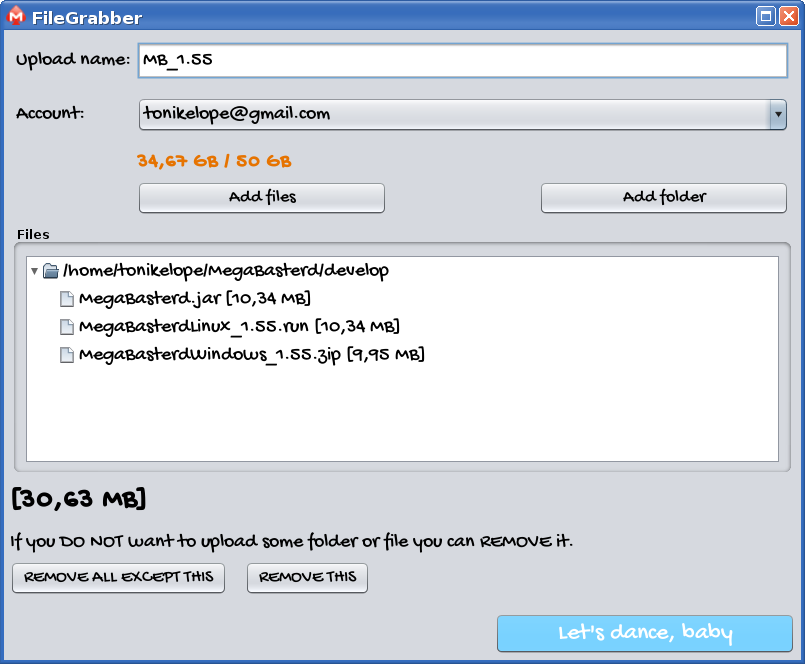 FileGrabber
Upload name: MB_1.55
Account: tonikelope@gmail.com
34,67 GB / 50 GB
Add files Add folder
Files
/home/tonikelope/MegaBasterd/develop
MegaBasterd.jar [10,34 MB]
MegaBasterdLinux_1.55.run [10,34 MB]
MegaBasterdWindows_1.55.zip [9,95 MB]
[30,63 MB]
If you DO NOT want to upload some folder or file you can REMOVE it.
REMOVE ALL EXCEPT THIS REMOVE THIS
Let's dance, baby